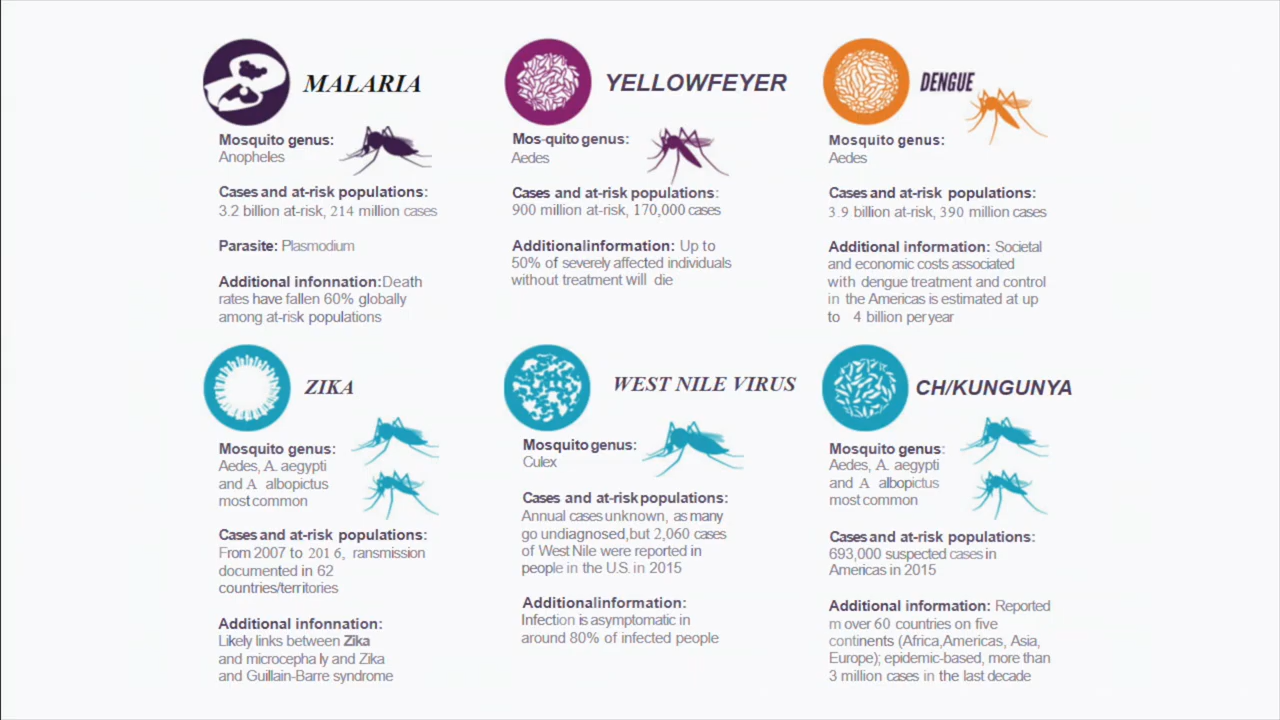 MALARIA
Mosquito genus:
Anopheles
Cases and at-risk populations:
3.2 billion at-risk, 214 million cases
Parasite: Plasmodium
Additional infonnation:Death
rates have fallen 60% globally
among at-risk populations
YELLOWFEYER
Mos-quito genus:
Aedes
Cases and at-risk populations:
900 million at-risk, 170,000 cases
Additionalinformation: Up to
50% of severely affected individuals
without treatment will die
DENGUE
Mosquito genus:
Aedes
Cases and at-risk populations:
3.9 billion at-risk, 390 million cases
Additional information: Societal
and economic costs associated
with dengue treatment and control
in the Americas is estimated at up
to 4 billion per year
ZIKA
Mosquito genus:
Aedes, A. aegypti
and A albopictus
most common
Cases and at-risk populations:
From 2007 to 201 6, ransmission
documented in 62
countries/territories
Additional infonnation:
Likely links between Zika
and microcepha ly and Zika
and Guillain-Barre syndrome
WEST NILE VIRUS
Mosquito genus:
Culex
Cases and at-risk populations:
Annual cases unknown, as many
go undiagnosed,but 2,060 cases
of West Nile were reported in
people in the U.S. in 2015
Additionalinformation:
Infection is asymptomatic in
around 80% of infected people
CH/KUNGUNYA
Mosquito genus:
Aedes, A. aegypti
and A albopictus
most common
Cases and at-risk populations:
693,000 suspected cases in
Americas in 2015
Additional information: Reported
m over 60 countries on five
continents (Africa,Americas, Asia,
Europe); epidemic-based, more than
3 million cases in the last decade